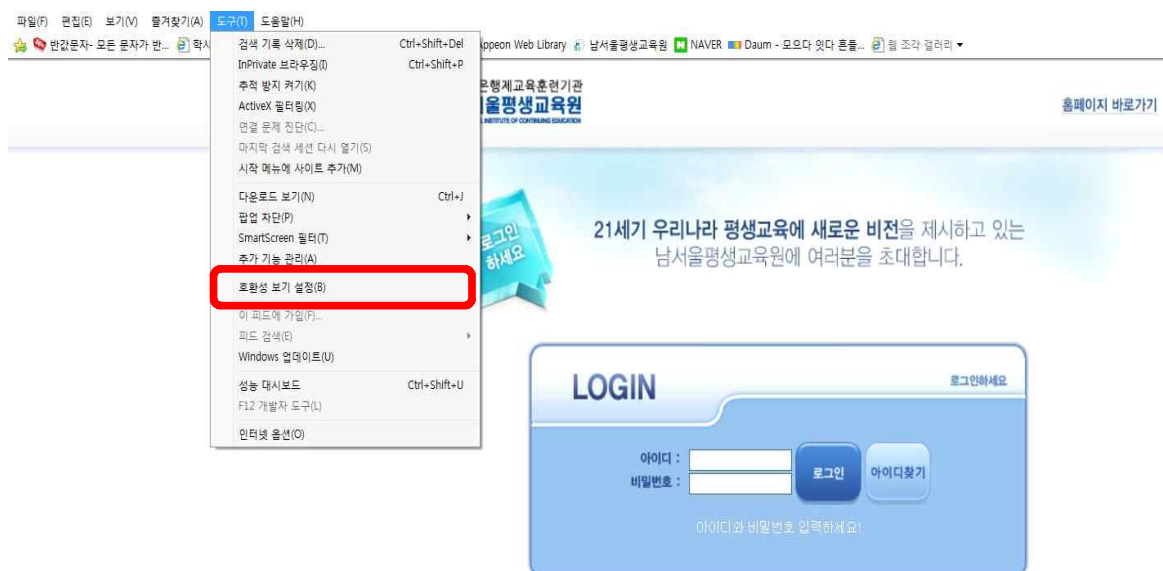 파일(F) 편집(E) 보기(V) 즐겨찾기(A) 도구(T) 도움말(H)
반값문자- 모든 문자가 반... 학사
Appeon Web Library 남서울평생교육원 NAVER Daum - 모으다 잇다 흔들... 웹 조각 갤러리
검색 기록 삭제(D)... Ctrl+Shift+Del
InPrivate 브라우징(I) Ctrl+Shift+P
추적 방지 켜기(K)
ActiveX 필터링(X)
연결 문제 진단(C)...
마지막 검색 세션 다시 열기(S)
시작 메뉴에 사이트 추가(M)
다운로드 보기(N) Ctrl+J
팝업 차단(P)
SmartScreen 필터(T)
추가 기능 관리(A)
호환성 보기 설정(B)
이 피드에 가입(F)...
피드 검색(E)
Windows 업데이트(U)
성능 대시보드 Ctrl+Shift+U
F12 개발자 도구(L)
인터넷 옵션(O)
은행제교육훈련기관
서울평생교육원
INSTITUTE OF CONTINUING EDUCATION
홈페이지 바로가기
로그인
하세요
21세기 우리나라 평생교육에 새로운 비전을 제시하고 있는
남서울평생교육원에 여러분을 초대합니다.
LOGIN
로그인하세요
아이디 :
비밀번호 :
로그인
아이디찾기
아이디와 비밀번호 입력하세요!